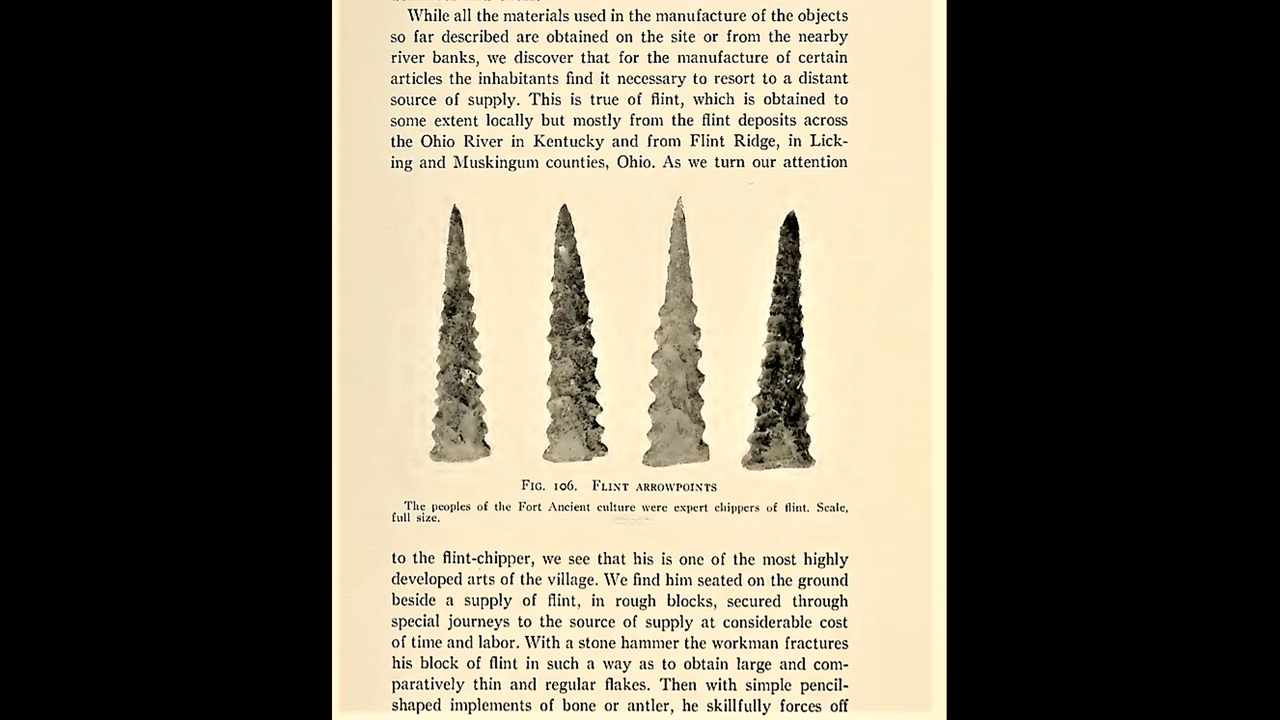 While all the materials used in the manufacture of the objects
so far described are obtained on the site or from the nearby
river banks, we discover that for the manufacture of certain
articles the inhabitants find it necessary to resort to a distant
source of supply. This is true of flint, which is obtained to
some extent locally but mostly from the flint deposits across
the Ohio River in Kentucky and from Flint Ridge, in Lick-
ing and Muskingum counties, Ohio. As we turn our attention
Fig. 106. Flint arrowpoints
The peoples of the Fort Ancient culture were expert chippers of flint. Scale,
full size.
to the flint-chipper, we see that his is one of the most highly
developed arts of the village. We find him seated on the ground
beside a supply of flint, in rough blocks, secured through
special journeys to the source of supply at considerable cost
of time and labor. With a stone hammer the workman fractures
his block of flint in such a way as to obtain large and com-
paratively thin and regular flakes. Then with simple pencil-
shaped implements of bone or antler, he skillfully forces off